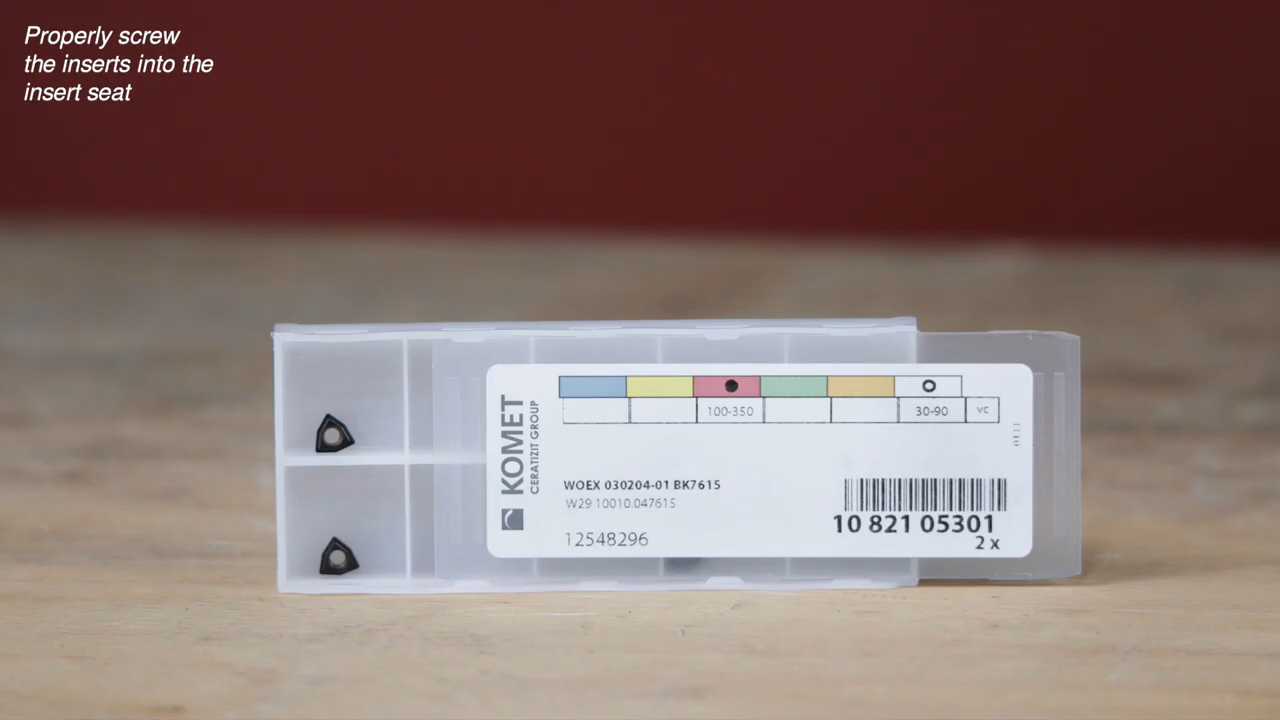 Properly screw
the inserts into the
insert seat
KOMET
CERATIZIT GROUP
100-350
30-90
VC
WOEX 030204-01 BK7615
W29 10010.047615
12548296
10 821 05301
2 x